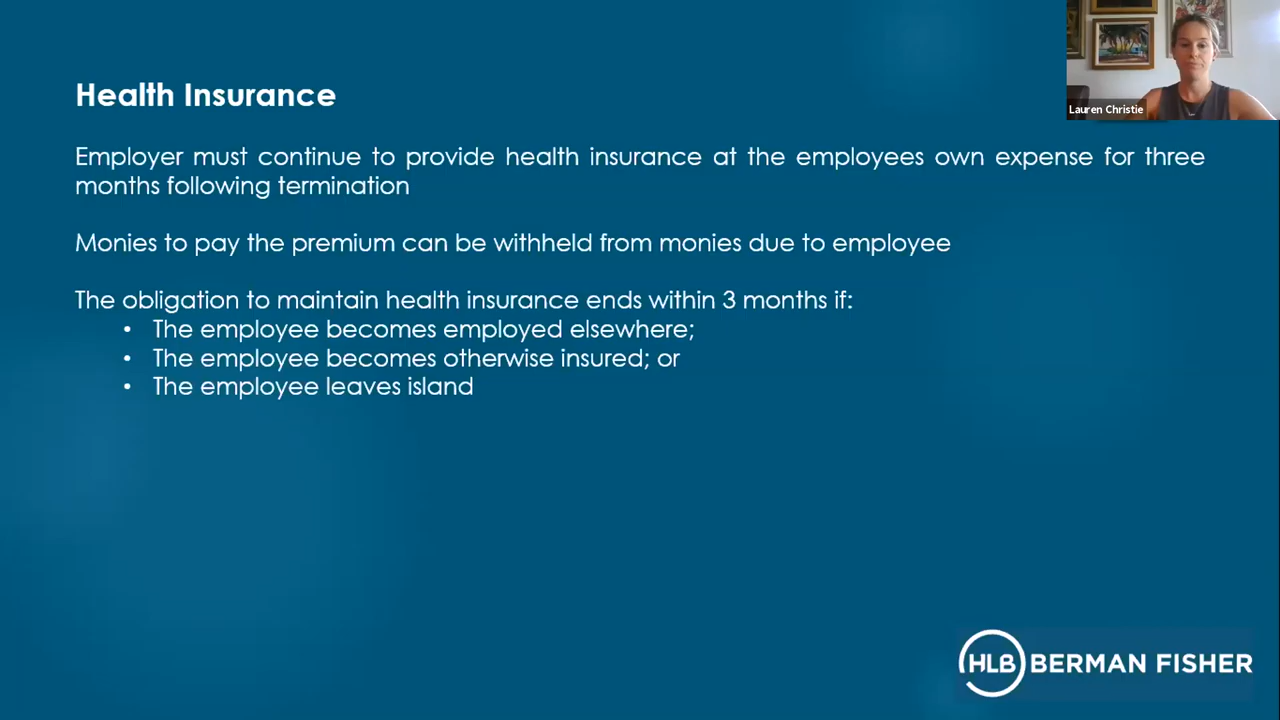 Lauren Christie
Health Insurance
Employer must continue to provide health insurance at the employees own expense for three
months following termination
Monies to pay the premium can be withheld from monies due to employee
The obligation to maintain health insurance ends within 3 months if:
• The employee becomes employed elsewhere;
• The employee becomes otherwise insured; or
• The employee leaves island
HLB BERMAN FISHER